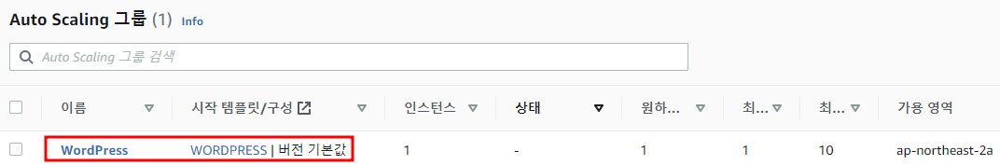 Auto Scaling 그룹 (1) Info
Auto Scaling 그룹 검색
이름 시작 템플릿/구성 인스턴스 상태 원하... 최... 최... 가용 영역
WordPress WORDPRESS | 버전 기본값 1 - 1 1 10 ap-northeast-2a